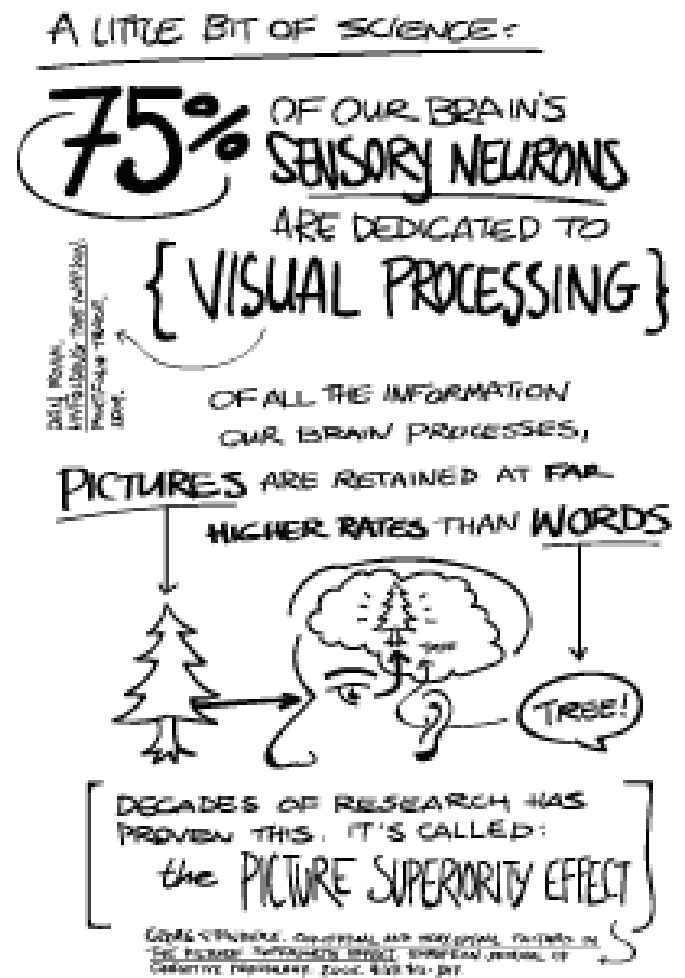 A LITTLE BIT OF SCIENCE:
75% OF OUR BRAIN'S
SENSORY NEURONS
ARE DEDICATED TO
{ VISUAL PROCESSING }
OF ALL THE INFORMATION
OUR BRAIN PROCESSES,
PICTURES ARE RETAINED AT FAR
HIGHER RATES THAN WORDS
TREE
TREE!
DECADES OF RESEARCH HAS
PROVEN THIS. IT'S CALLED:
the PICTURE SUPERIORITY EFFECT